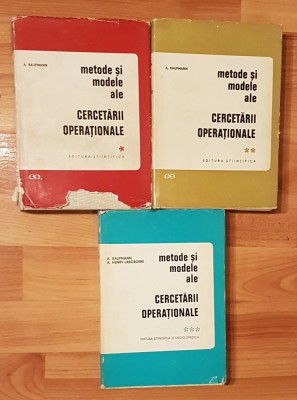 A. KAUFMANN
metode și
modele
ale
CERCETĂRII
OPERAȚIONALE
*
EDITURA ȘTIINȚIFICĂ
A. KAUFMANN
metode și
modele
ale
CERCETĂRII
OPERAȚIONALE
**
EDITURA ȘTIINȚIFICĂ
A. KAUFMANN
A. HENRY-LABORDÈRE
metode și
modele
ale
CERCETĂRII
OPERAȚIONALE
***
EDITURA ȘTIINȚIFICĂ ȘI ENCICLOPEDICĂ